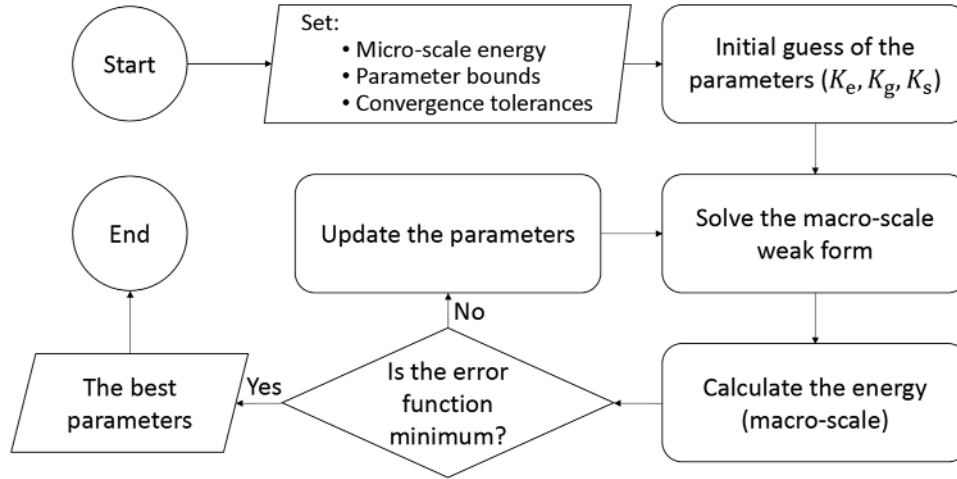 Start
Set:
• Micro-scale energy
• Parameter bounds
• Convergence tolerances
Initial guess of the
parameters (Kₑ, K_g, Kₛ)
Solve the macro-scale
weak form
Calculate the energy
(macro-scale)
Is the error
function
minimum?
No
Update the parameters
Yes
The best
parameters
End